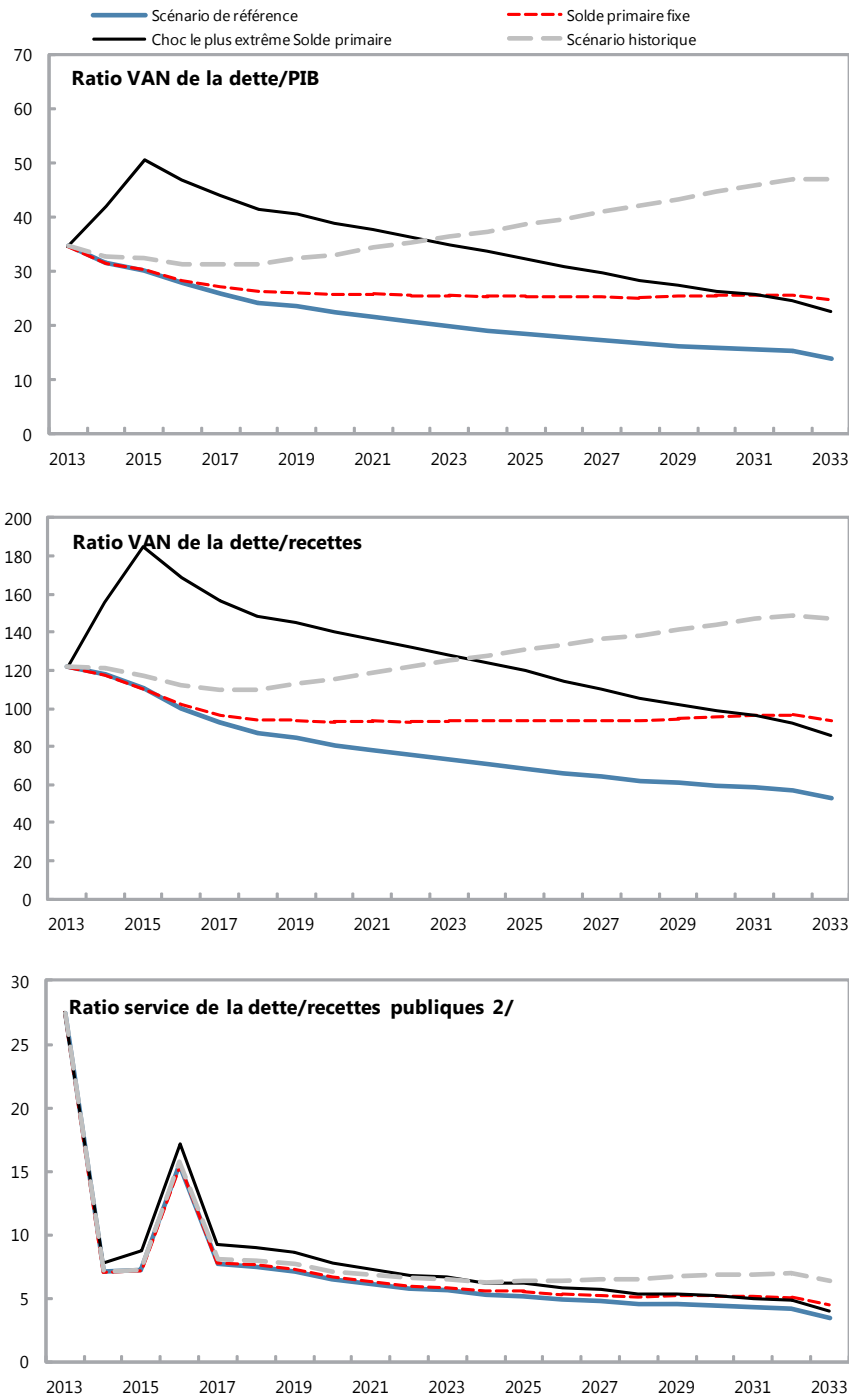 Scénario de référence
Solde primaire fixe
Choc le plus extrême Solde primaire
Scénario historique
Ratio VAN de la dette/PIB
70
60
50
40
30
20
10
0
2013 2015 2017 2019 2021 2023 2025 2027 2029 2031 2033
Ratio VAN de la dette/recettes
200
180
160
140
120
100
80
60
40
20
0
2013 2015 2017 2019 2021 2023 2025 2027 2029 2031 2033
Ratio service de la dette/recettes publiques 2/
30
25
20
15
10
5
0
2013 2015 2017 2019 2021 2023 2025 2027 2029 2031 2033